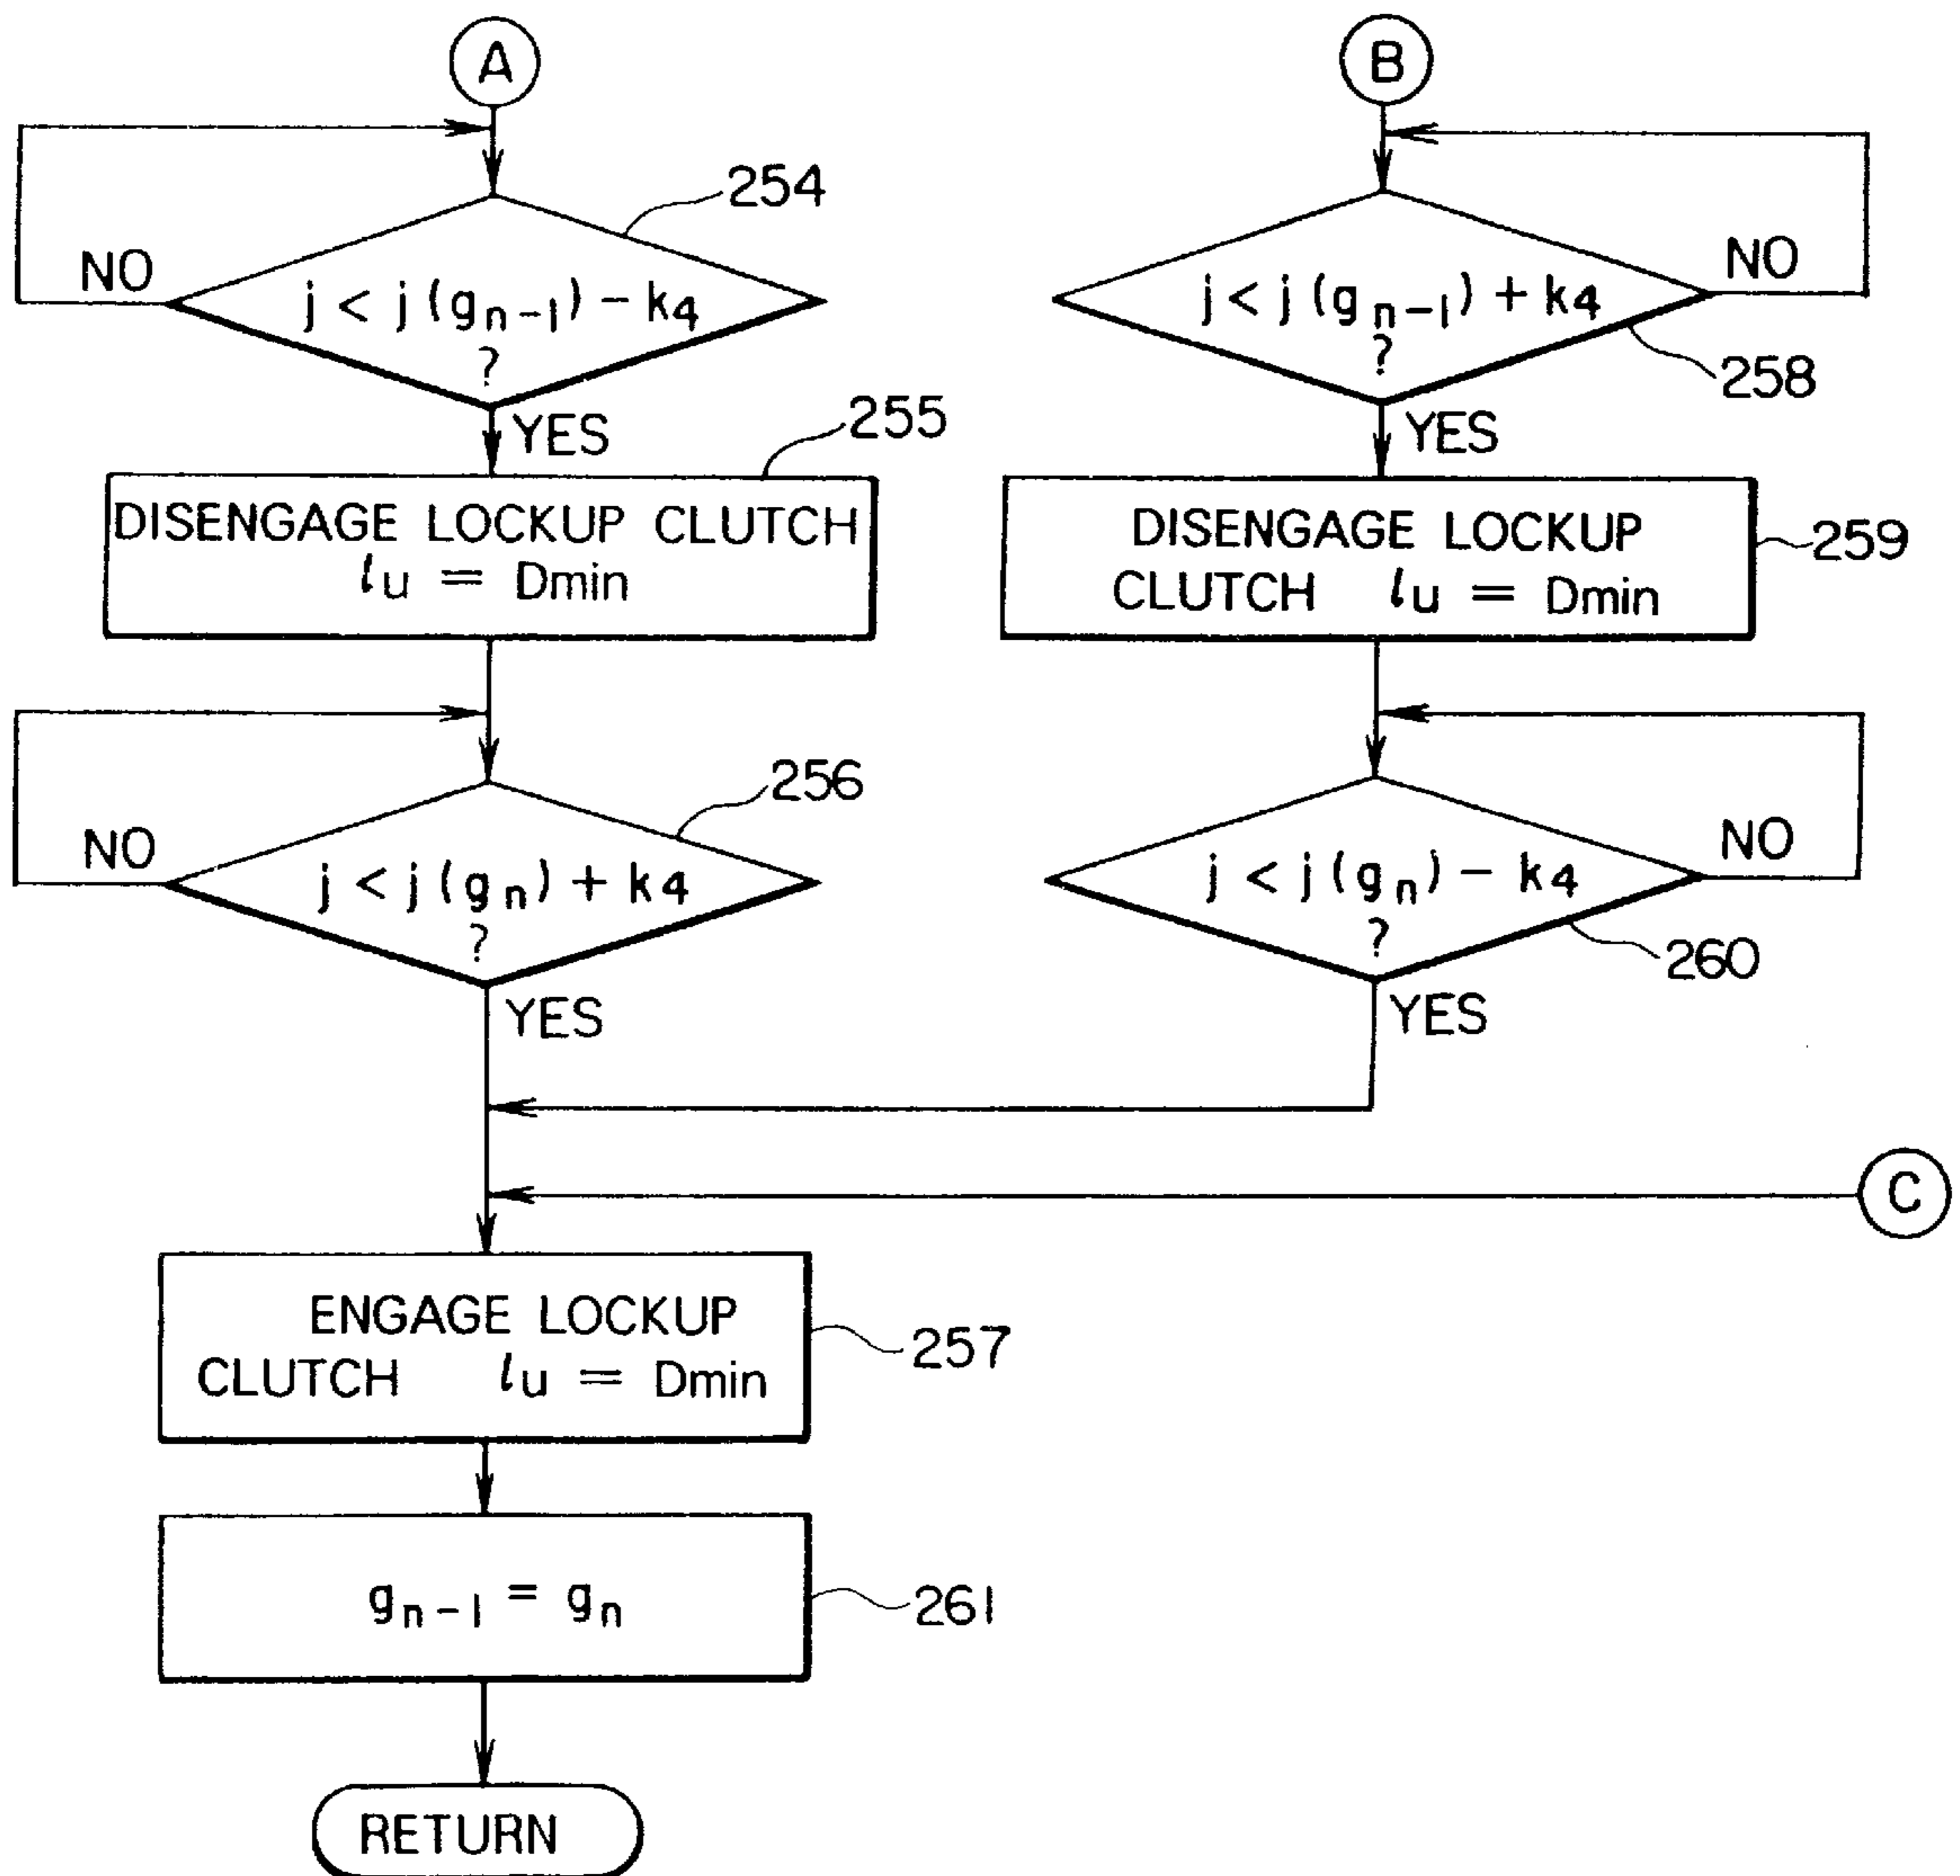 A
254
NO
j < j(gn-1) - k4
?
YES
255
DISENGAGE LOCKUP CLUTCH
lu = Dmin
256
NO
j < j(gn) + k4
?
YES
B
NO
j < j(gn-1) + k4
?
258
YES
DISENGAGE LOCKUP
CLUTCH lu = Dmin
259
NO
j < j(gn) - k4
?
260
YES
C
ENGAGE LOCKUP
CLUTCH lu = Dmin
257
gn-1 = gn
261
RETURN